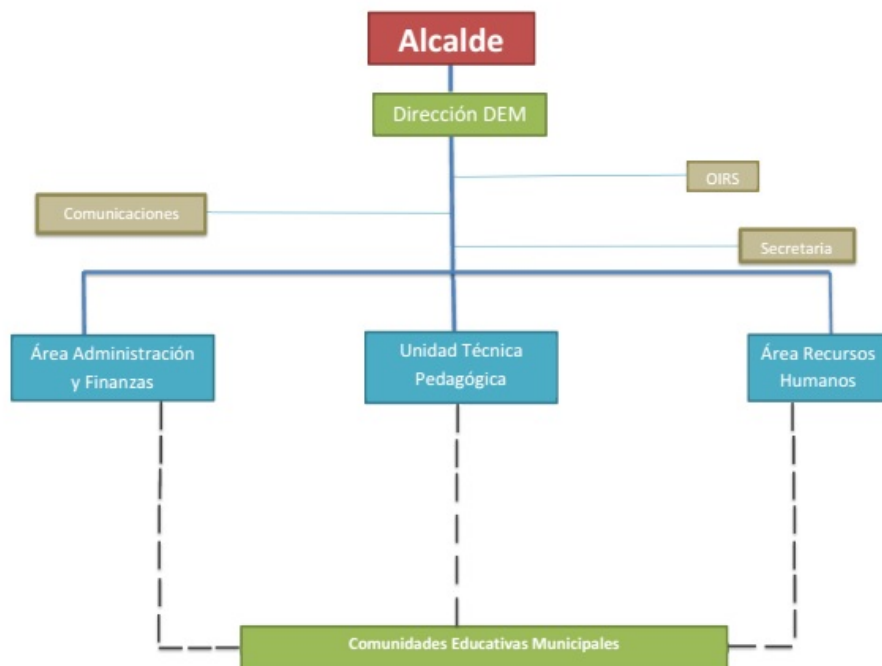 Alcalde
Dirección DEM
OIRS
Comunicaciones
Secretaria
Área Administración
y Finanzas
Unidad Técnica
Pedagógica
Área Recursos
Humanos
Comunidades Educativas Municipales